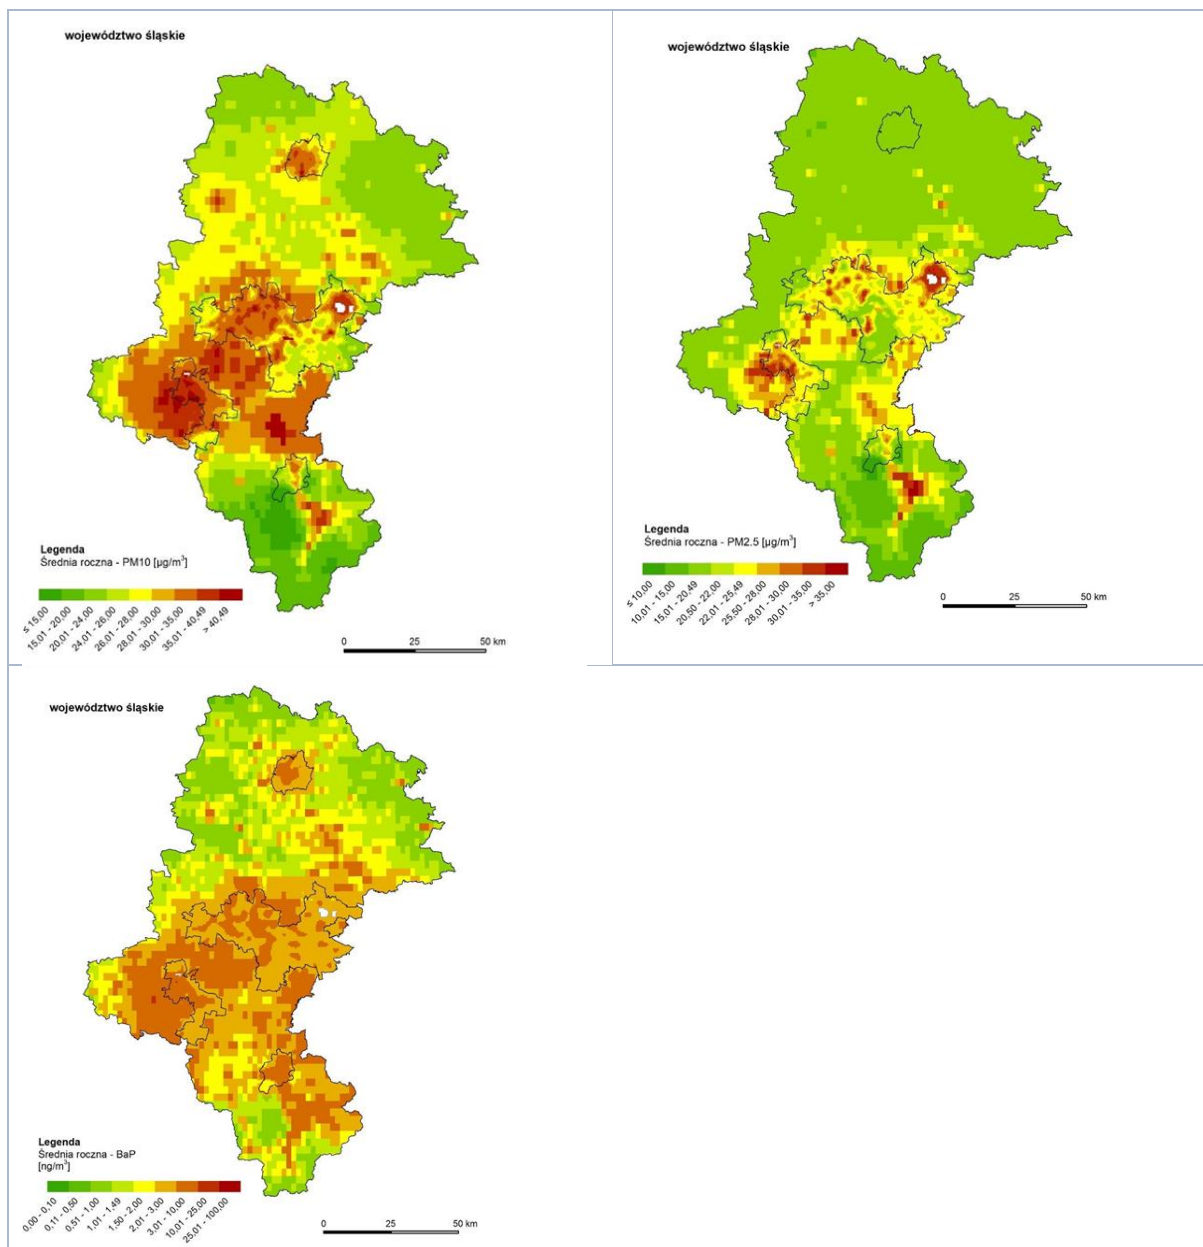 województwo śląskie
Legenda
Średnia roczna - PM10 [µg/m³]
≤ 15,00
15,01 - 20,00
20,01 - 24,00
24,01 - 26,00
26,01 - 28,00
28,01 - 30,00
30,01 - 35,00
35,01 - 40,49
> 40,49
0 25 50 km
województwo śląskie
Legenda
Średnia roczna - PM2.5 [µg/m³]
≤ 10,00
10,01 - 15,00
15,01 - 20,49
20,50 - 22,00
22,01 - 25,49
25,50 - 28,00
28,01 - 30,00
30,01 - 35,00
> 35,00
0 25 50 km
województwo śląskie
Legenda
Średnia roczna - BaP
[ng/m³]
0,00 - 0,10
0,11 - 0,50
0,51 - 1,00
1,01 - 1,49
1,50 - 2,00
2,01 - 3,00
3,01 - 10,00
10,01 - 25,00
25,01 - 100,00
0 25 50 km